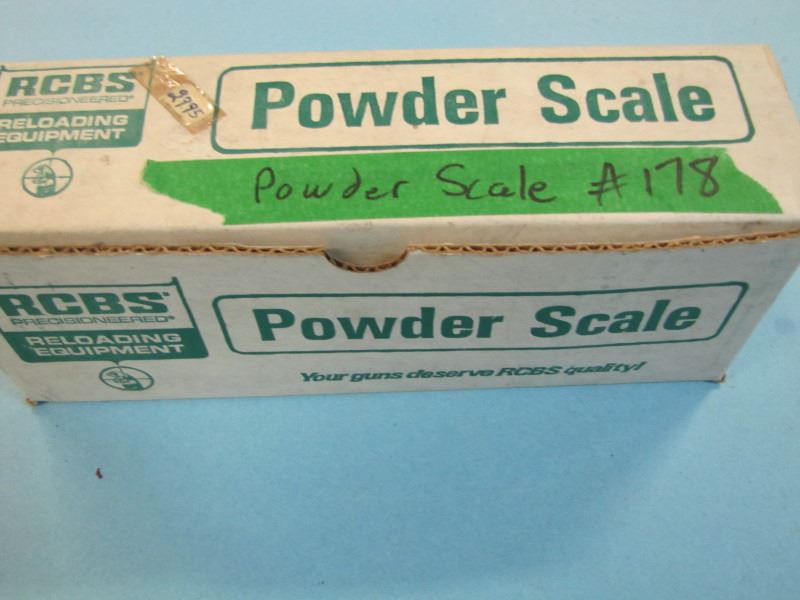 RCBS
PRECISIONEERED®
RELOADING
EQUIPMENT
2995
Powder Scale
Powder Scale #178
RCBS®
PRECISIONEERED®
RELOADING
EQUIPMENT
Powder Scale
Your guns deserve RCBS quality!